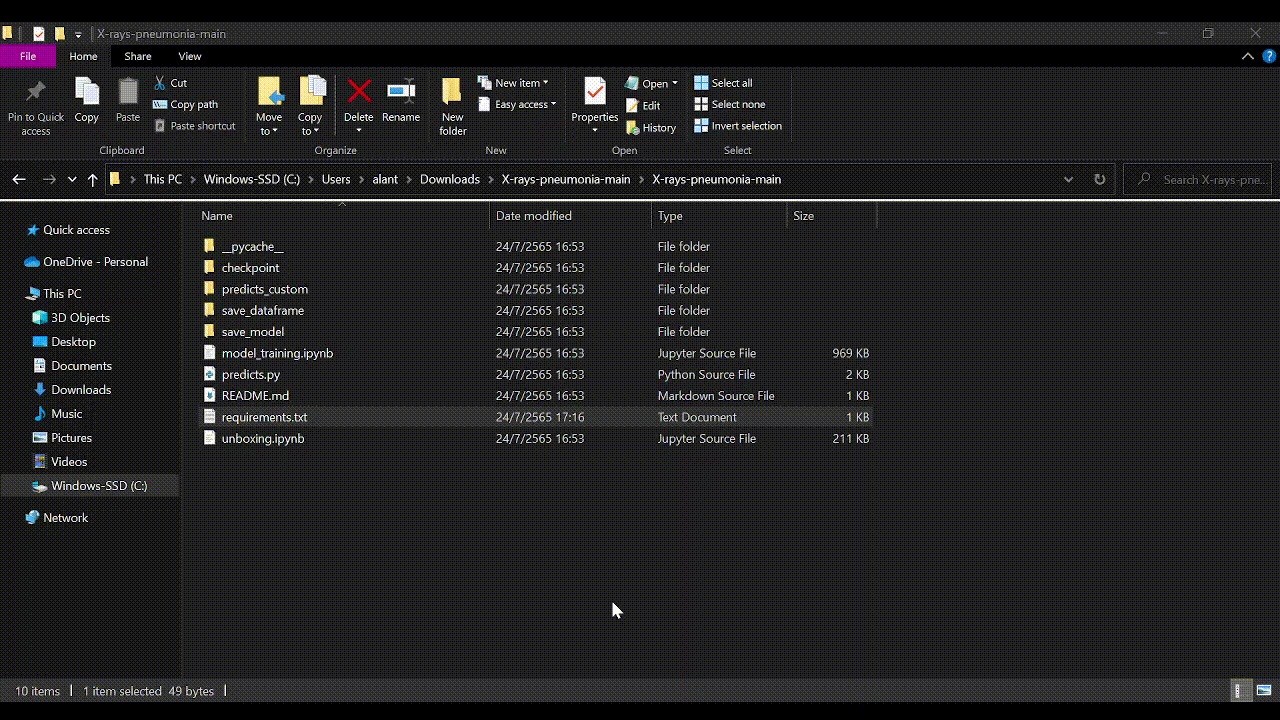 X-rays-pneumonia-main
File Home Share View
Pin to Quick access
Copy
Paste
Cut
Copy path
Paste shortcut
Clipboard
Move to
Copy to
Delete
Rename
Organize
New folder
New item
Easy access
New
Properties
Open
Edit
History
Open
Select all
Select none
Invert selection
Select
This PC > Windows-SSD (C:) > Users > alant > Downloads > X-rays-pneumonia-main > X-rays-pneumonia-main
Search X-rays-pne...
Quick access
OneDrive - Personal
This PC
3D Objects
Desktop
Documents
Downloads
Music
Pictures
Videos
Windows-SSD (C:)
Network
Name Date modified Type Size
__pycache__ 24/7/2565 16:53 File folder
checkpoint 24/7/2565 16:53 File folder
predicts_custom 24/7/2565 16:53 File folder
save_dataframe 24/7/2565 16:53 File folder
save_model 24/7/2565 16:53 File folder
model_training.ipynb 24/7/2565 16:53 Jupyter Source File 969 KB
predicts.py 24/7/2565 16:53 Python Source File 2 KB
README.md 24/7/2565 16:53 Markdown Source File 1 KB
requirements.txt 24/7/2565 17:16 Text Document 1 KB
unboxing.ipynb 24/7/2565 16:53 Jupyter Source File 211 KB
10 items 1 item selected 49 bytes